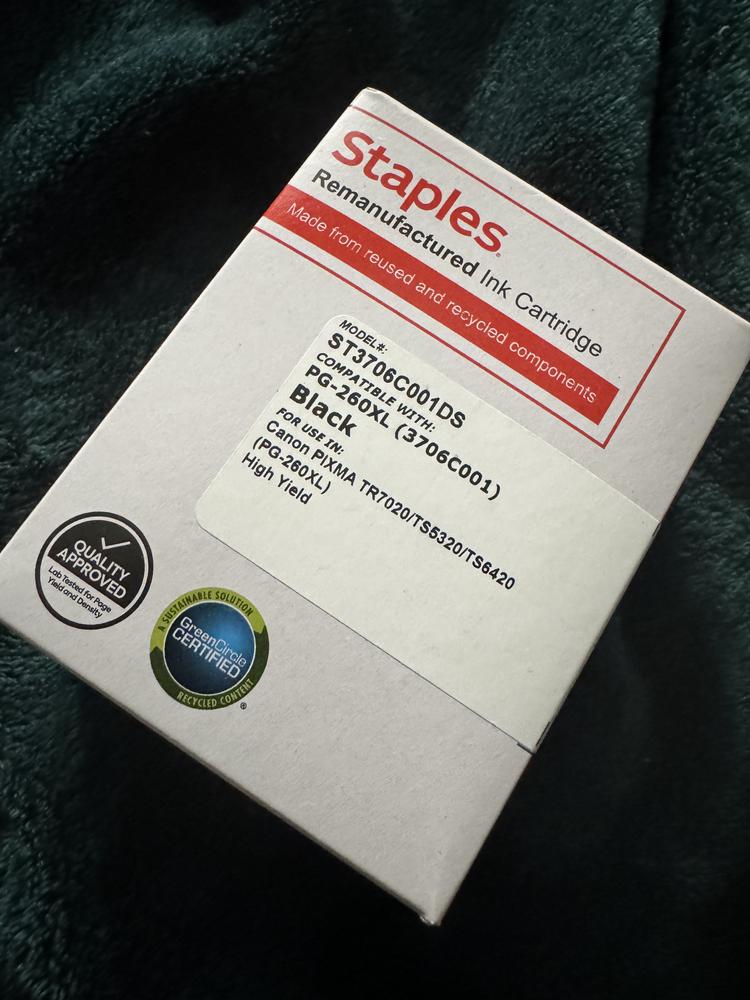 Staples
Remanufactured Ink Cartridge
Made from reused and recycled components
MODEL#:
ST3706C001DS
COMPATIBLE WITH:
PG-260XL (3706C001)
Black
FOR USE IN:
Canon PIXMA TR7020/TS5320/TS6420
(PG-260XL)
High Yield
QUALITY
APPROVED
Lab Tested for Page
Yield and Density
A SUSTAINABLE SOLUTION
GreenCircle
CERTIFIED
RECYCLED CONTENT
®